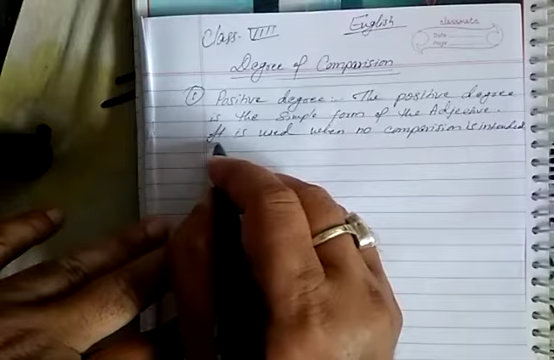 Class- VIII
English
classmate
Date
Page
Degree of Comparision
① Positive degree :- The positive degree
is the Simple form of the Adjective.
It is used when no comparision is intended